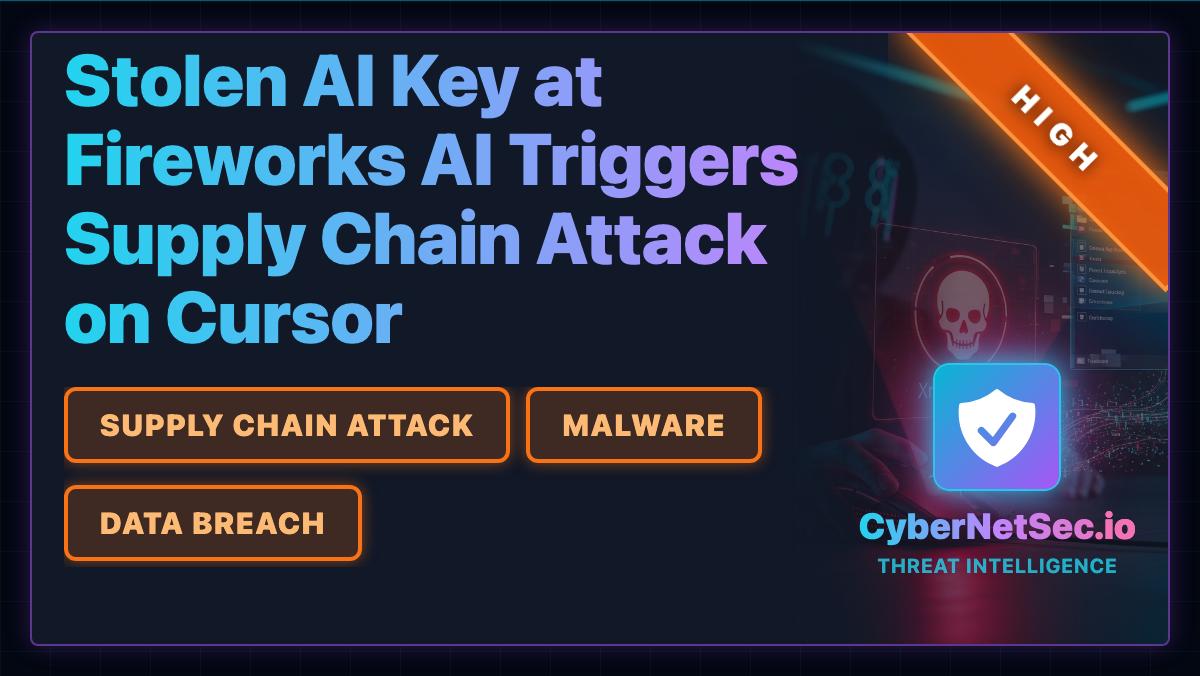 Stolen AI Key at
Fireworks AI Triggers
Supply Chain Attack
on Cursor
HIGH
SUPPLY CHAIN ATTACK
MALWARE
DATA BREACH
CyberNetSec.io
THREAT INTELLIGENCE